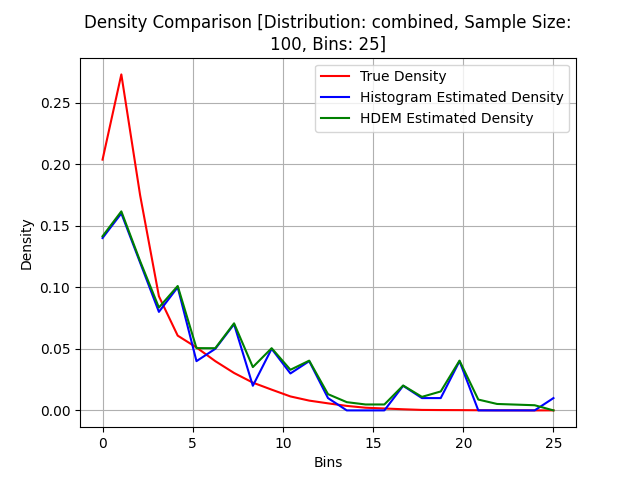 Density Comparison [Distribution: combined, Sample Size:
100, Bins: 25]
True Density
Histogram Estimated Density
HDEM Estimated Density
Density
0.25
0.20
0.15
0.10
0.05
0.00
0 5 10 15 20 25
Bins